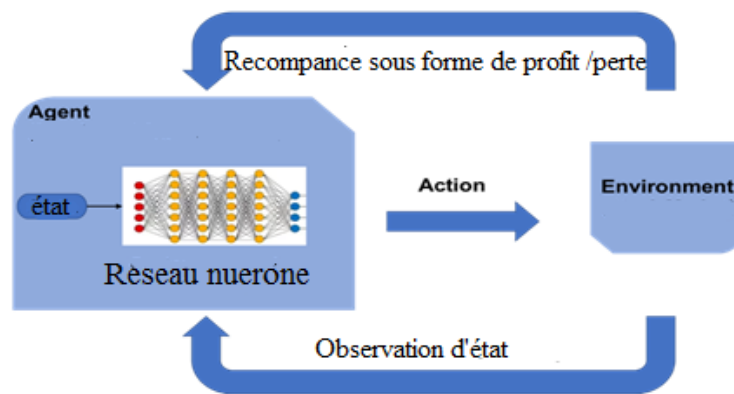 Recompance sous forme de profit /perte
Agent
état
Rèseau nuerone
Action
Environment
Observation d'état